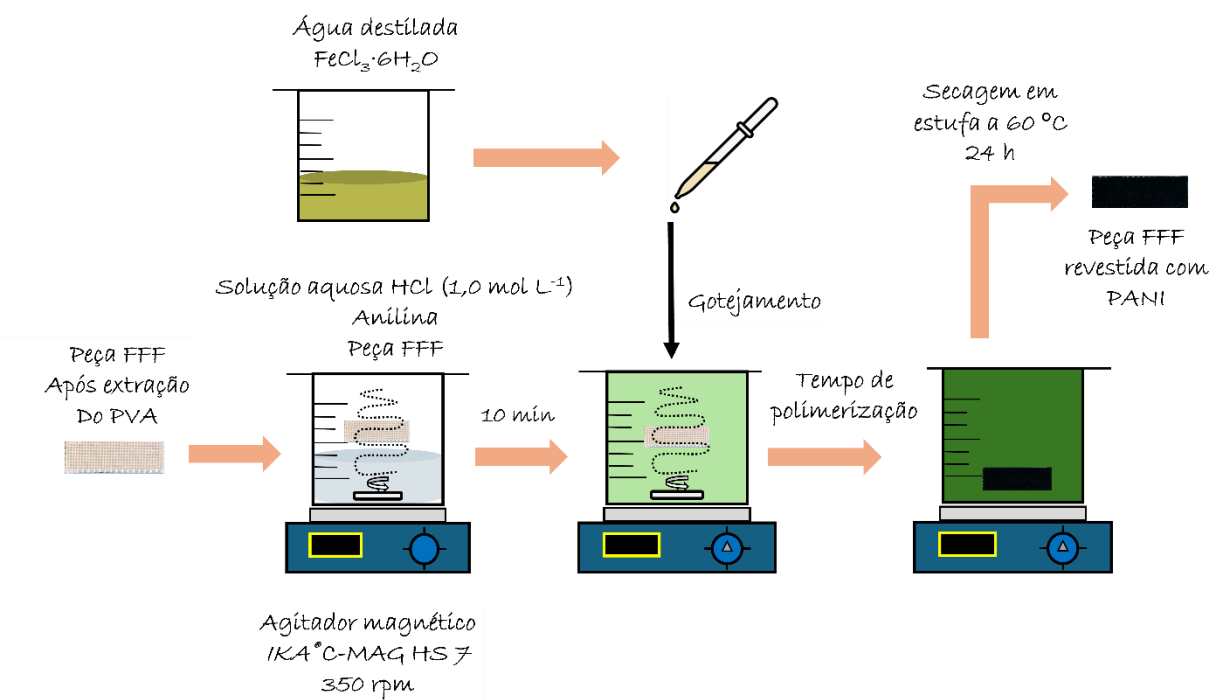 Água destilada
FeCl₃·6H₂O
Secagem em
estufa a 60 °C
24 h
Peça FFF
revestida com
PANI
Gotejamento
Solução aquosa HCl (1,0 mol L⁻¹)
Anilina
Peça FFF
Peça FFF
Após extração
Do PVA
10 min
Tempo de
polimerização
Agitador magnético
IKA® C-MAG HS 7
350 rpm